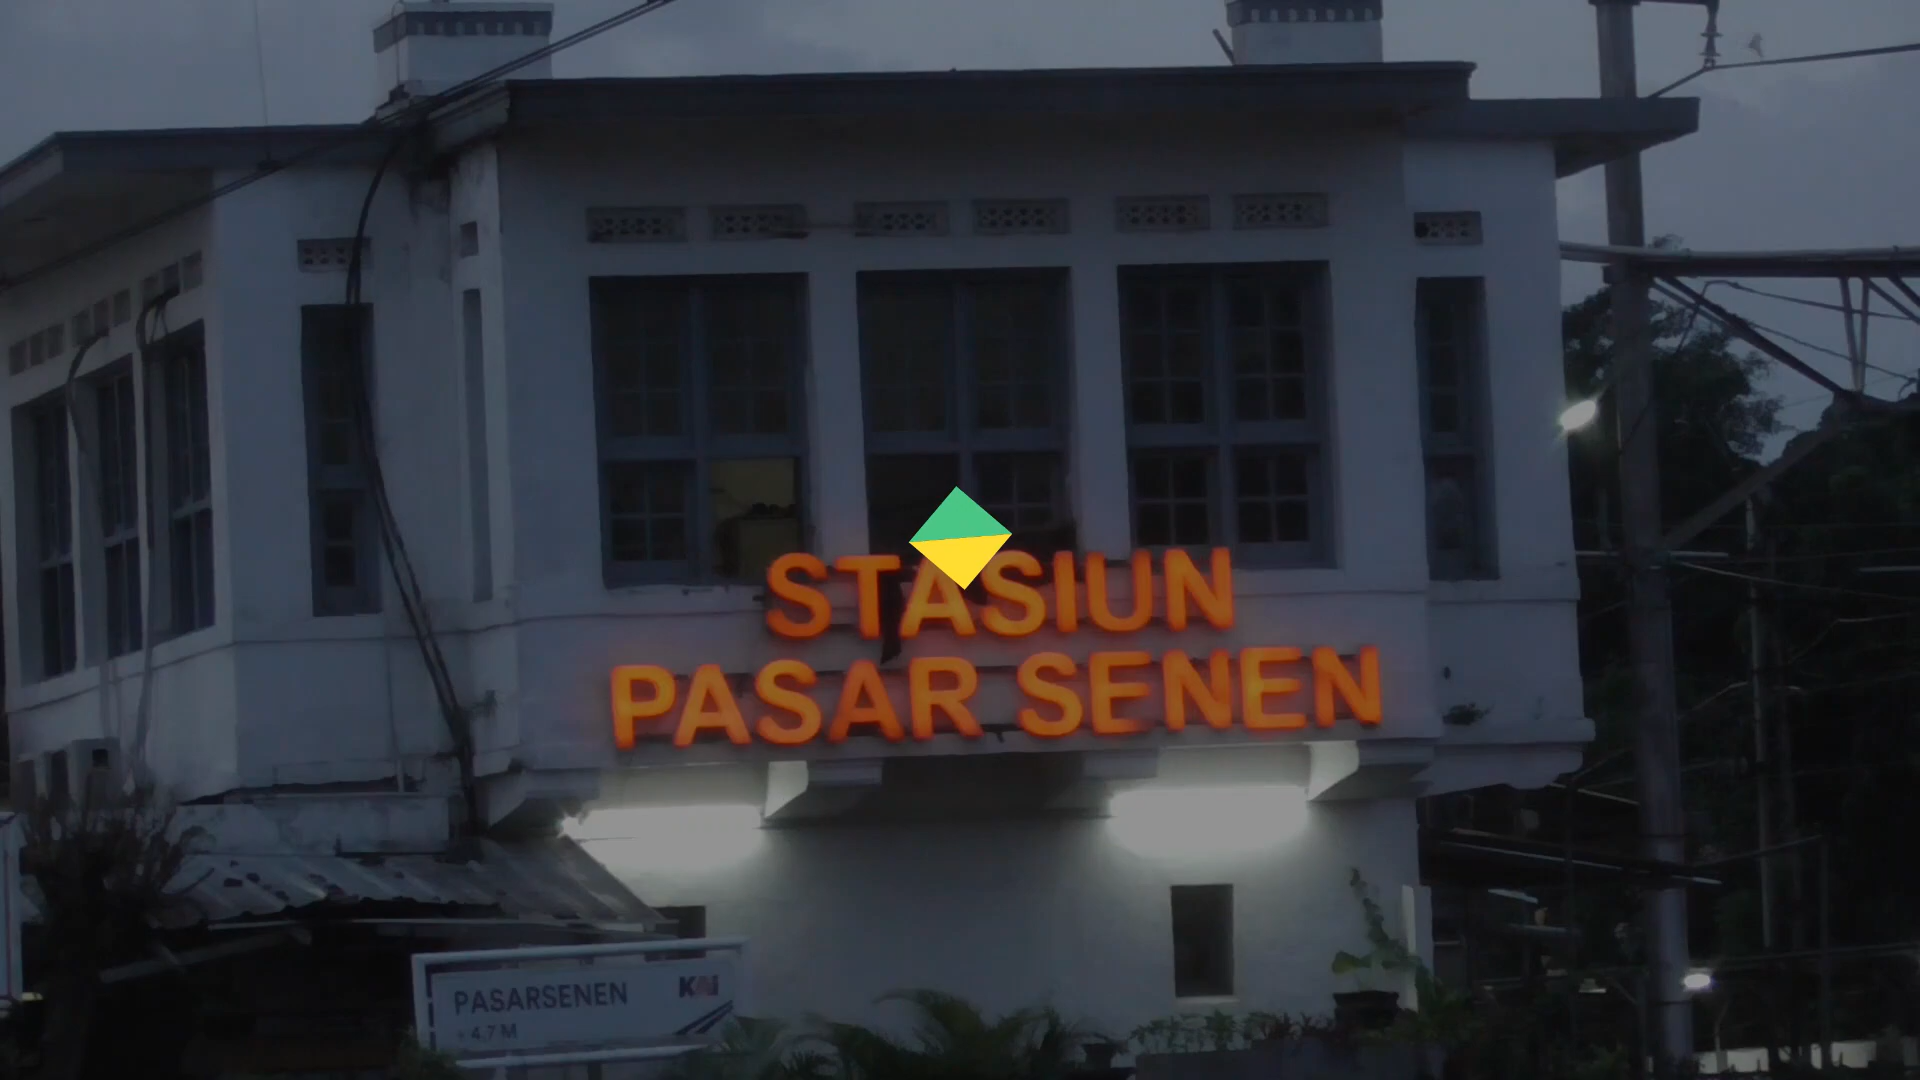 STASIUN
PASAR SENEN
PASARSENEN
KAI
+ 4.7 M